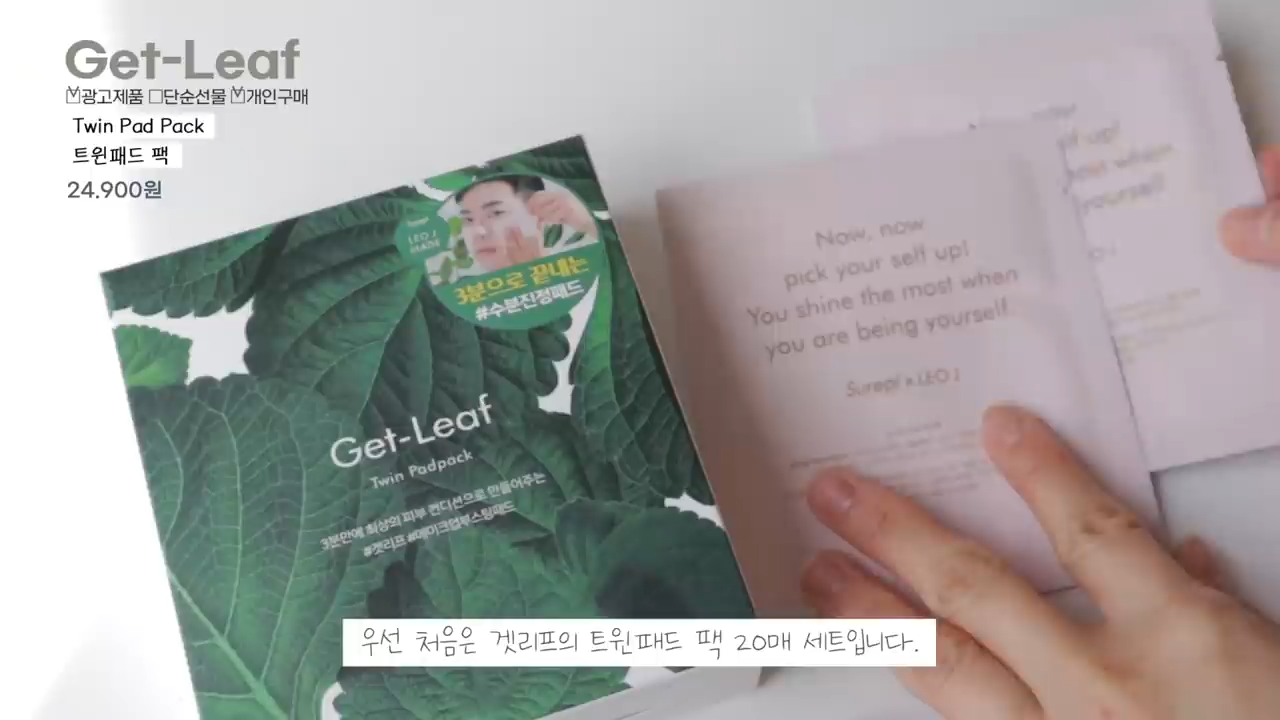 Get-Leaf
☑광고제품 ☐단순선물 ☑개인구매
Twin Pad Pack
트윈패드 팩
24,900원
LEO J
MADE
3분으로 끝내는
#수분진정패드
Get-Leaf
Twin Padpack
3분만에 최상의 피부 컨디션으로 만들어주는
#겟리프 #메이크업부스팅패드
Now, now
pick your self up!
You shine the most when
you are being yourself
Surepi x LEO J
self up!
most when
yourself
우선 처음은 겟리프의 트윈패드 팩 20매 세트입니다.